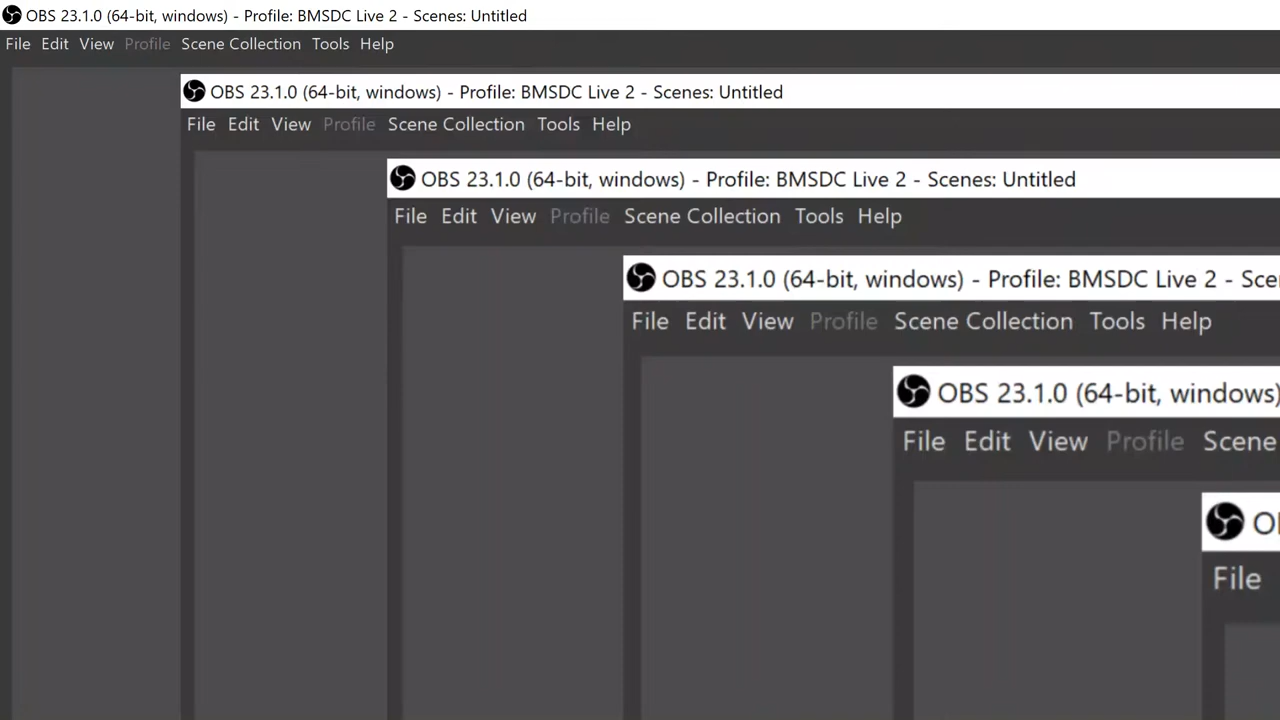 OBS 23.1.0 (64-bit, windows) - Profile: BMSDC Live 2 - Scenes: Untitled
File Edit View Profile Scene Collection Tools Help
OBS 23.1.0 (64-bit, windows) - Profile: BMSDC Live 2 - Scenes: Untitled
File Edit View Profile Scene Collection Tools Help
OBS 23.1.0 (64-bit, windows) - Profile: BMSDC Live 2 - Scenes: Untitled
File Edit View Profile Scene Collection Tools Help
OBS 23.1.0 (64-bit, windows) - Profile: BMSDC Live 2 - Sce
File Edit View Profile Scene Collection Tools Help
OBS 23.1.0 (64-bit, windows)
File Edit View Profile Scene
O
File